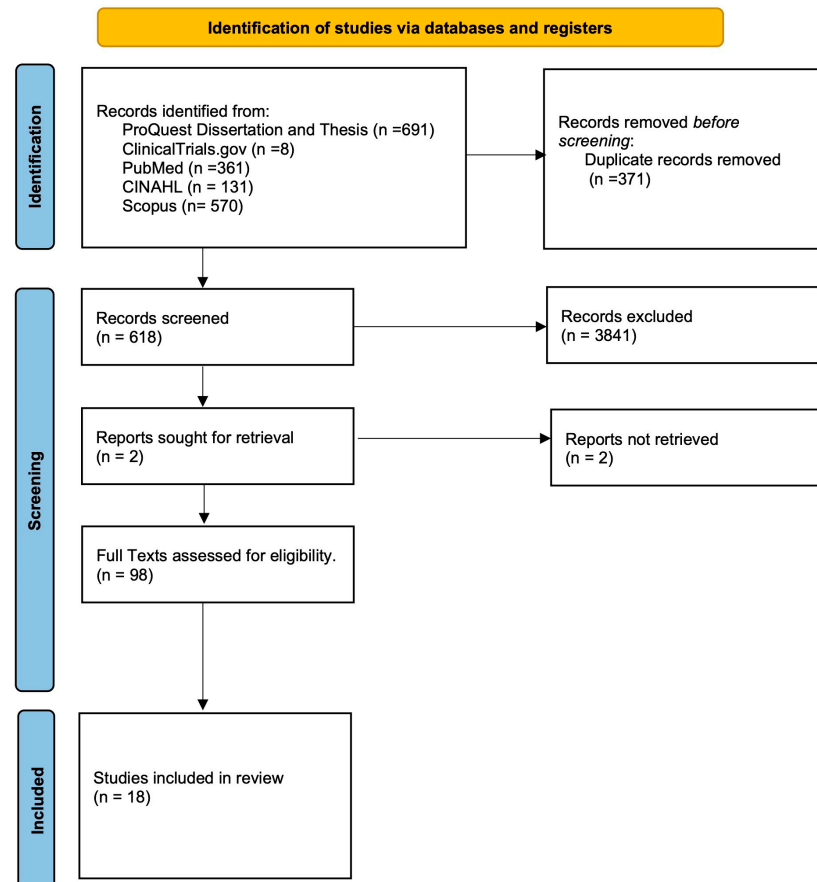 Identification of studies via databases and registers
Identification
Records identified from:
ProQuest Dissertation and Thesis (n =691)
ClinicalTrials.gov (n =8)
PubMed (n =361)
CINAHL (n = 131)
Scopus (n= 570)
Records removed before
screening:
Duplicate records removed
(n =371)
Screening
Records screened
(n = 618)
Records excluded
(n = 3841)
Reports sought for retrieval
(n = 2)
Reports not retrieved
(n = 2)
Full Texts assessed for eligibility.
(n = 98)
Included
Studies included in review
(n = 18)